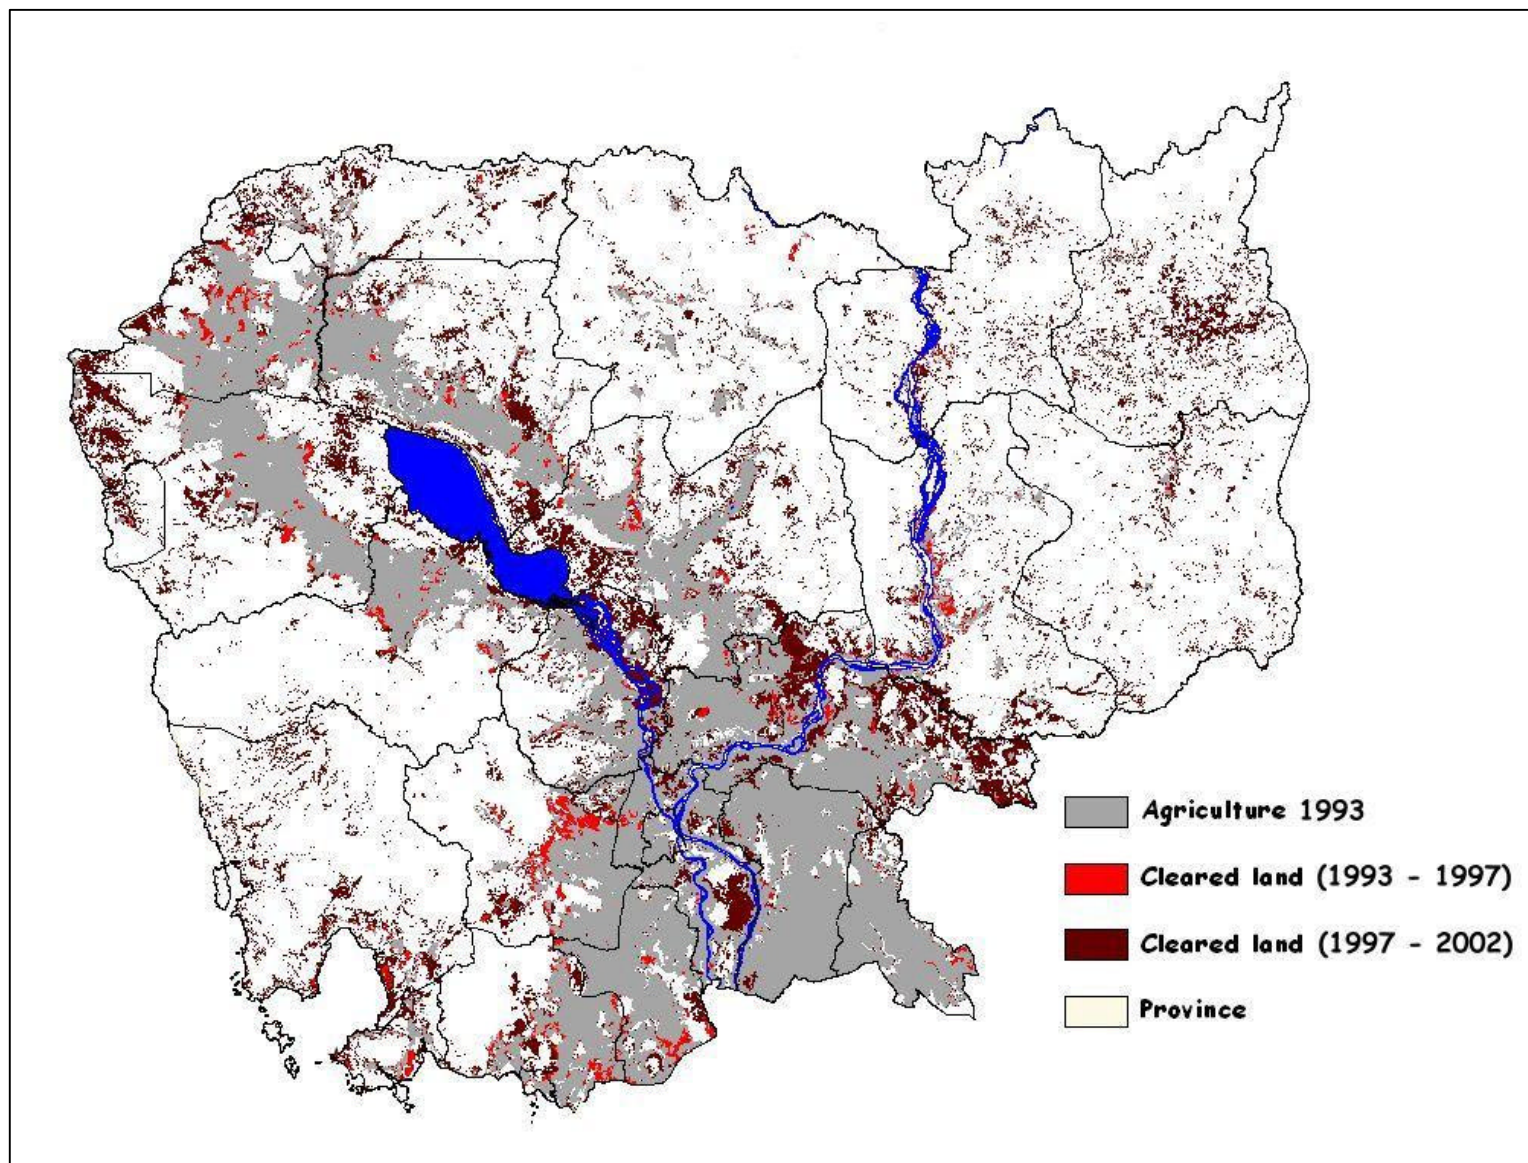 Agriculture 1993
Cleared land (1993 - 1997)
Cleared land (1997 - 2002)
Province